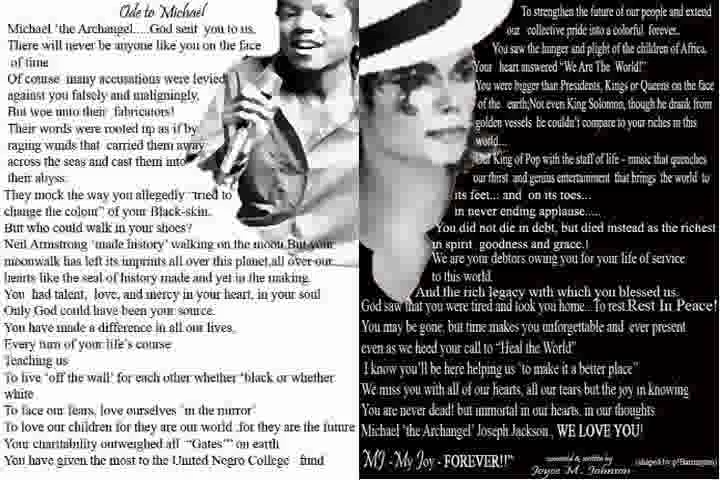 Ode to Michael
Michael 'the Archangel.....God sent you to us,
There will never be anyone like you on the face
of time
Of course many accusations were levied
against you falsely and maligningly,
But woe unto their fabricators!
Their words were rooted up as if by
raging winds that carried them away
across the seas and cast them into
their abyss.
They mock the way you allegedly "tried to
change the colour" of your Black-skin..
But who could walk in your shoes?
Neil Armstrong 'made history' walking on the moon.But your
moonwalk has left its imprints all over this planet,all over our
hearts like the seal of history made and yet in the making.
You had talent, love, and mercy in your heart, in your soul
Only God could have been your source.
You have made a difference in all our lives,
Every turn of your life's course
Teaching us
To live 'off the wall' for each other whether 'black or whether
white
To face our fears, love ourselves 'in the mirror'
To love our children for they are our world .for they are the future
Your charitability outweighed all "Gates'" on earth
You have given the most to the United Negro College fund
To strengthen the future of our people and extend
our collective pride into a colorful forever..
You saw the hunger and plight of the children of Africa.
Your heart answered "We Are The World!"
You were bigger than Presidents, Kings or Queens on the face
of the earth;Not even King Solomon, though he drank from
golden vessels he couldn't compare to your riches in this
world...
Our King of Pop with the staff of life - music that quenches
our thirst and genius entertainment that brings the world to
its feet... and on its toes...
in never ending applause.....
You did not die in debt, but died instead as the richest
in spirit goodness and grace.!
We are your debtors owing you for your life of service
to this world.
And the rich legacy with which you blessed us.
God saw that you were tired and took you home... To rest.Rest In Peace!
You may be gone, but time makes you unforgettable and ever present
even as we heed your call to "Heal the World"
I know you'll be here helping us 'to make it a better place"
We miss you with all of our hearts, all our tears but the joy in knowing
You are never dead! but immortal in our hearts, in our thoughts
Michael 'the Archangel' Joseph Jackson , WE LOVE YOU!
"MJ - My Joy - FOREVER!!"
created & written by
Joyce M. Johnson